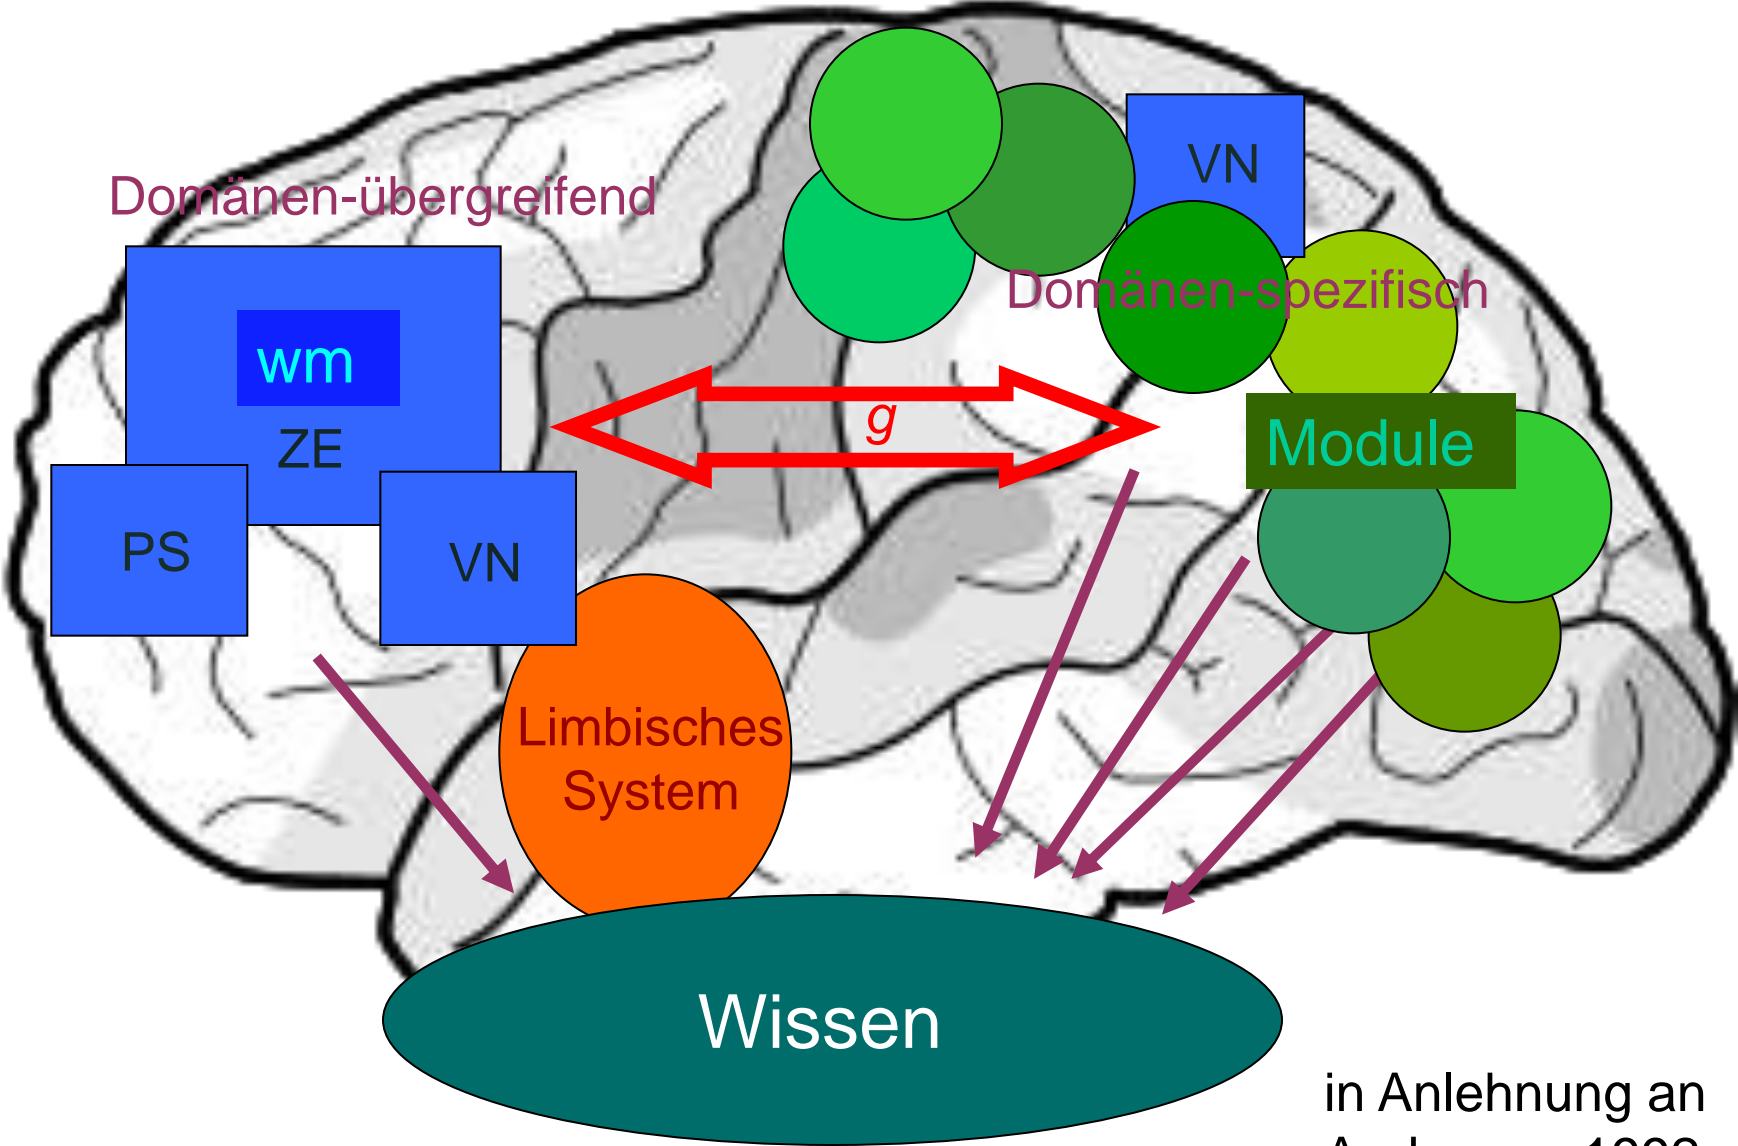 Domänen-übergreifend
VN
Domänen-spezifisch
wm
g
ZE
Module
PS
VN
Limbisches
System
Wissen
in Anlehnung an